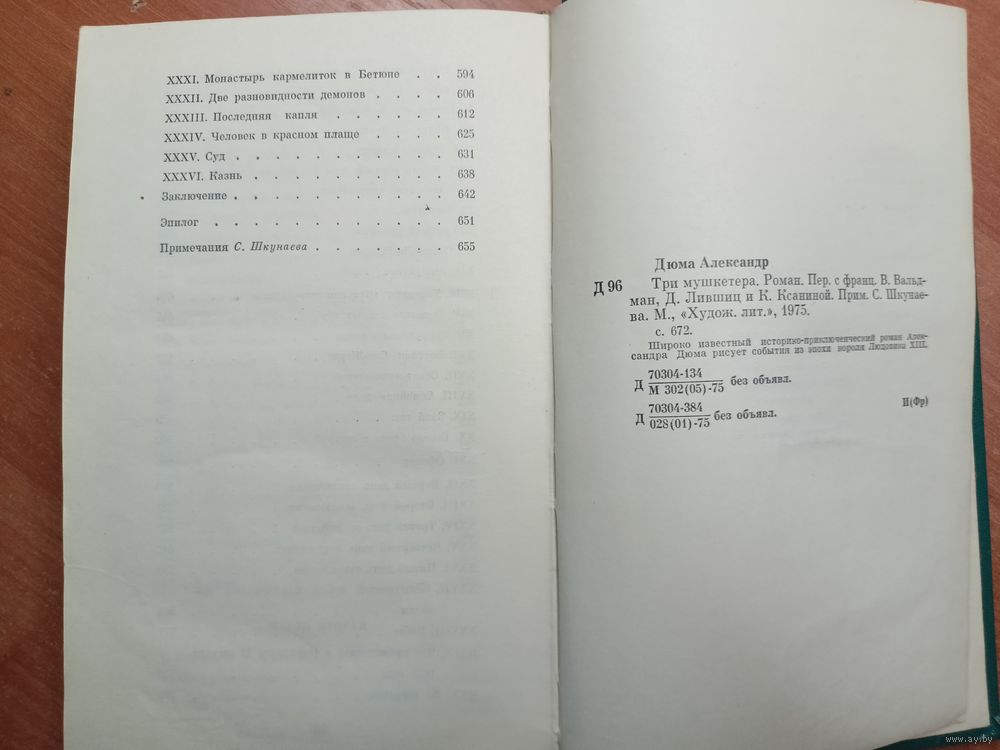 XXXI. Монастырь кармелиток в Бетюне . . 594
XXXII. Две разновидности демонов . . . . 606
XXXIII. Последняя капля . . . . . . 612
XXXIV. Человек в красном плаще . . . . 625
XXXV. Суд . . . . . . . . . . . 631
XXXVI. Казнь . . . . . . . . . . 638
Заключение . . . . . . . . . . . 642
Эпилог . . . . . . . . . . . . 651
Примечания С. Шкунаева . . . . . . . 655
Дюма Александр
Д 96 Три мушкетера. Роман. Пер. с франц. В. Вальд-
ман, Д. Лившиц и К. Ксаниной. Прим. С. Шкунае-
ва. М., «Худож. лит.», 1975.
с. 672.
Широко известный историко-приключенческий роман Алек-
сандра Дюма рисует события из эпохи короля Людовика XIII.
70304-134
Д М 302(05)-75 без объявл.
И(Фр)
70304-384
Д 028(01)-75 без объявл.
www.ay.by